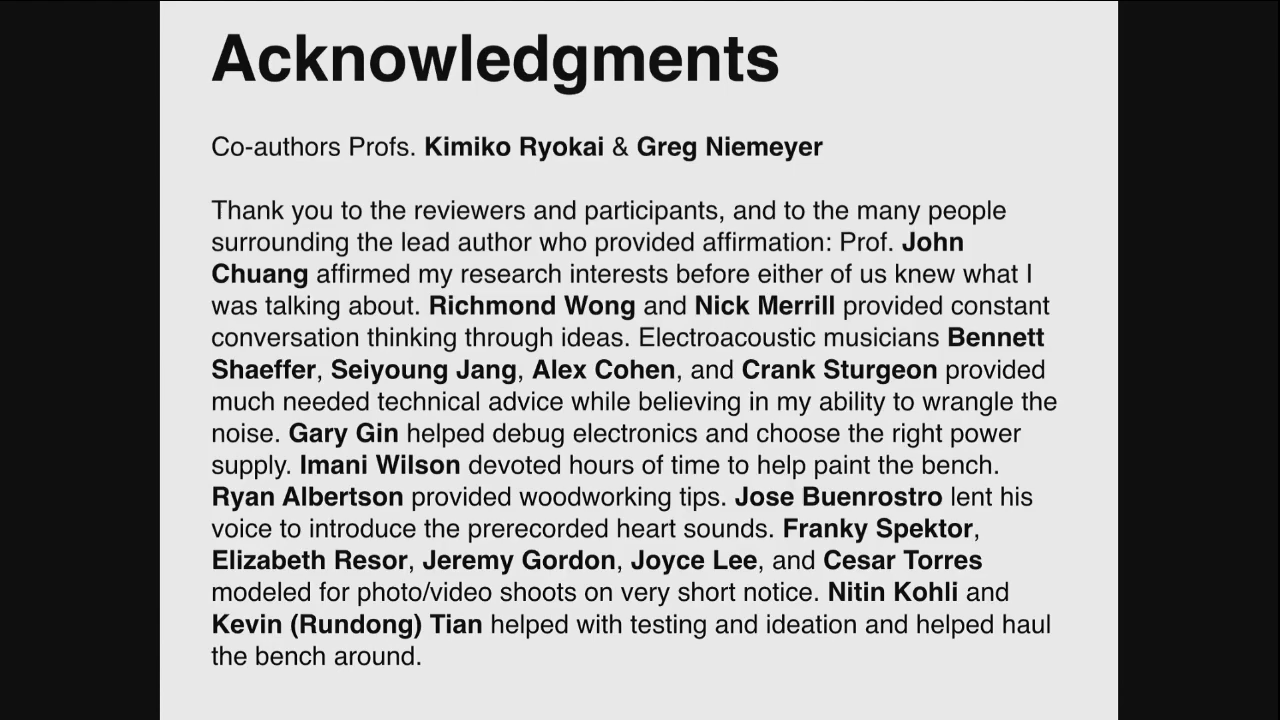 Acknowledgments
Co-authors Profs. Kimiko Ryokai & Greg Niemeyer
Thank you to the reviewers and participants, and to the many people
surrounding the lead author who provided affirmation: Prof. John
Chuang affirmed my research interests before either of us knew what I
was talking about. Richmond Wong and Nick Merrill provided constant
conversation thinking through ideas. Electroacoustic musicians Bennett
Shaeffer, Seiyoung Jang, Alex Cohen, and Crank Sturgeon provided
much needed technical advice while believing in my ability to wrangle the
noise. Gary Gin helped debug electronics and choose the right power
supply. Imani Wilson devoted hours of time to help paint the bench.
Ryan Albertson provided woodworking tips. Jose Buenrostro lent his
voice to introduce the prerecorded heart sounds. Franky Spektor,
Elizabeth Resor, Jeremy Gordon, Joyce Lee, and Cesar Torres
modeled for photo/video shoots on very short notice. Nitin Kohli and
Kevin (Rundong) Tian helped with testing and ideation and helped haul
the bench around.